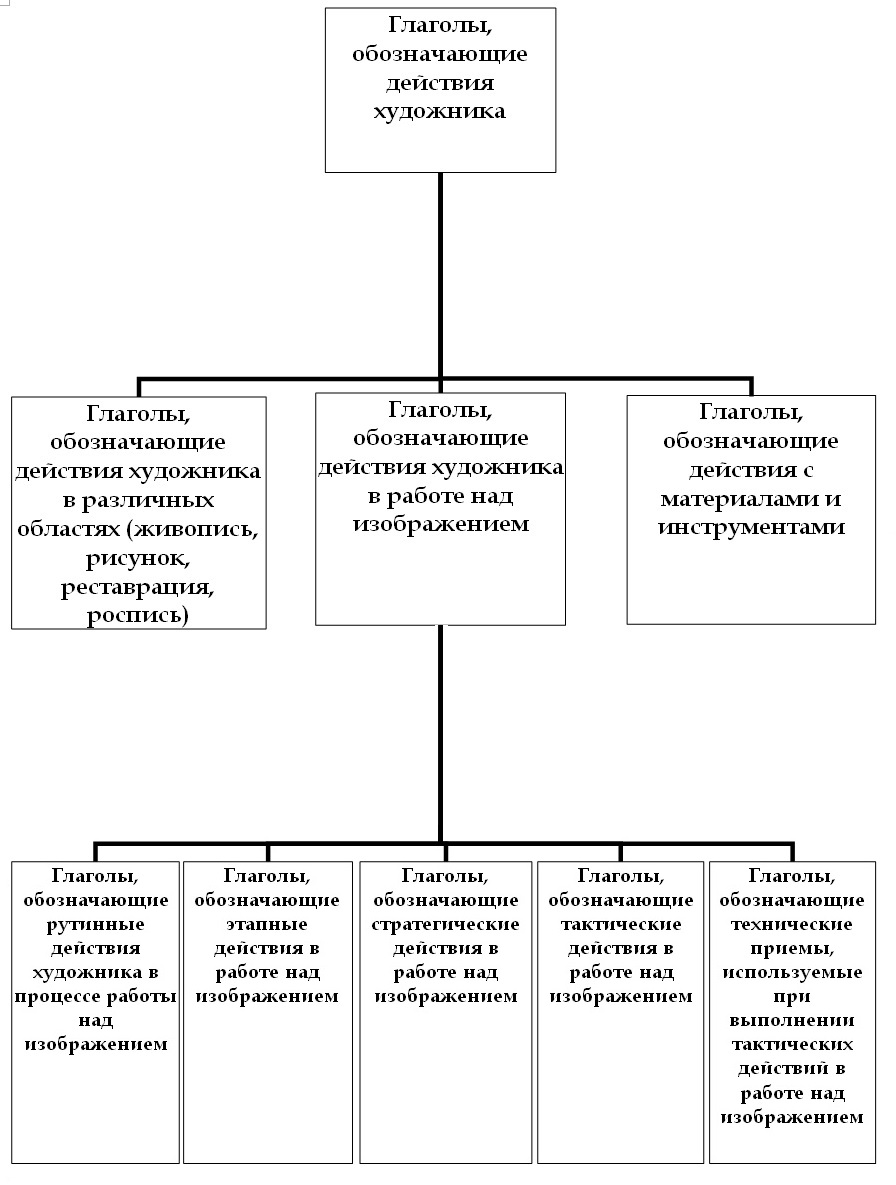 Глаголы,
обозначающие
действия
художника
Глаголы,
обозначающие
действия художника
в различных
областях (живопись,
рисунок,
реставрация,
роспись)
Глаголы,
обозначающие
действия художника
в работе над
изображением
Глаголы,
обозначающие
действия с
материалами и
инструментами
Глаголы,
обозначающие
рутинные
действия
художника в
процессе работы
над
изображением
Глаголы,
обозначающие
этапные
действия в
работе над
изображением
Глаголы,
обозначающие
стратегические
действия в
работе над
изображением
Глаголы,
обозначающие
тактические
действия в
работе над
изображением
Глаголы,
обозначающие
технические
приемы,
используемые
при
выполнении
тактических
действий в
работе над
изображением